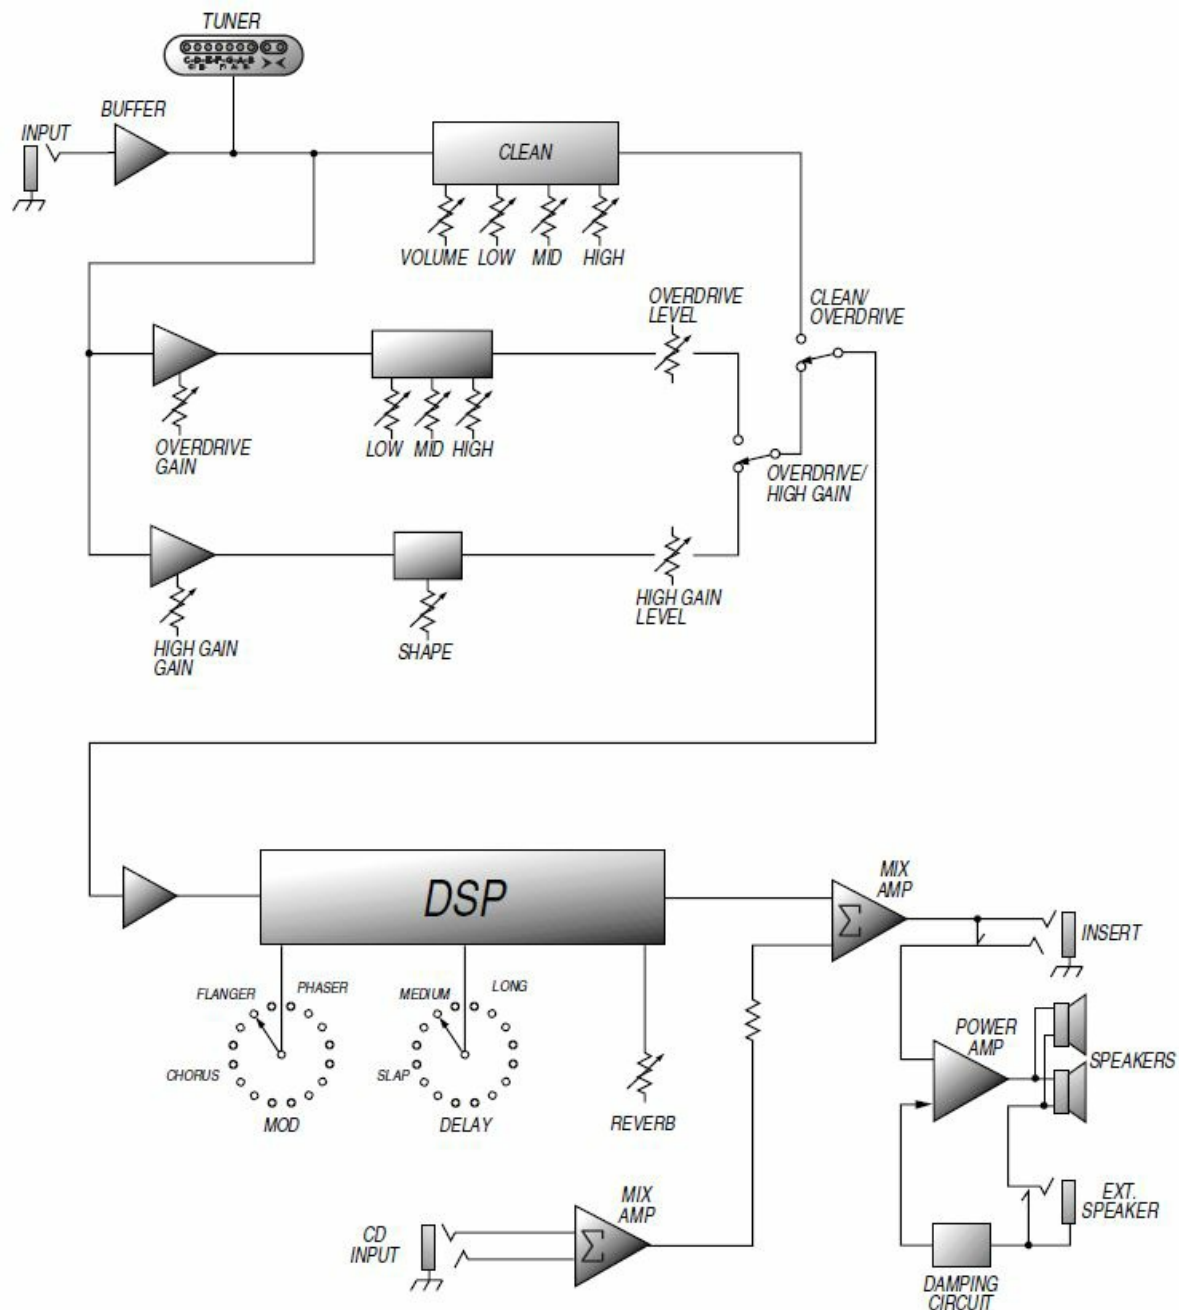 TUNER
BUFFER
INPUT
CLEAN
VOLUME LOW MID HIGH
OVERDRIVE
LEVEL
CLEAN/
OVERDRIVE
OVERDRIVE
GAIN
LOW MID HIGH
OVERDRIVE/
HIGH GAIN
HIGH GAIN
GAIN
SHAPE
HIGH GAIN
LEVEL
DSP
MIX
AMP
INSERT
FLANGER
PHASER
CHORUS
MOD
MEDIUM
LONG
SLAP
DELAY
REVERB
POWER
AMP
SPEAKERS
MIX
AMP
CD
INPUT
EXT.
SPEAKER
DAMPING
CIRCUIT